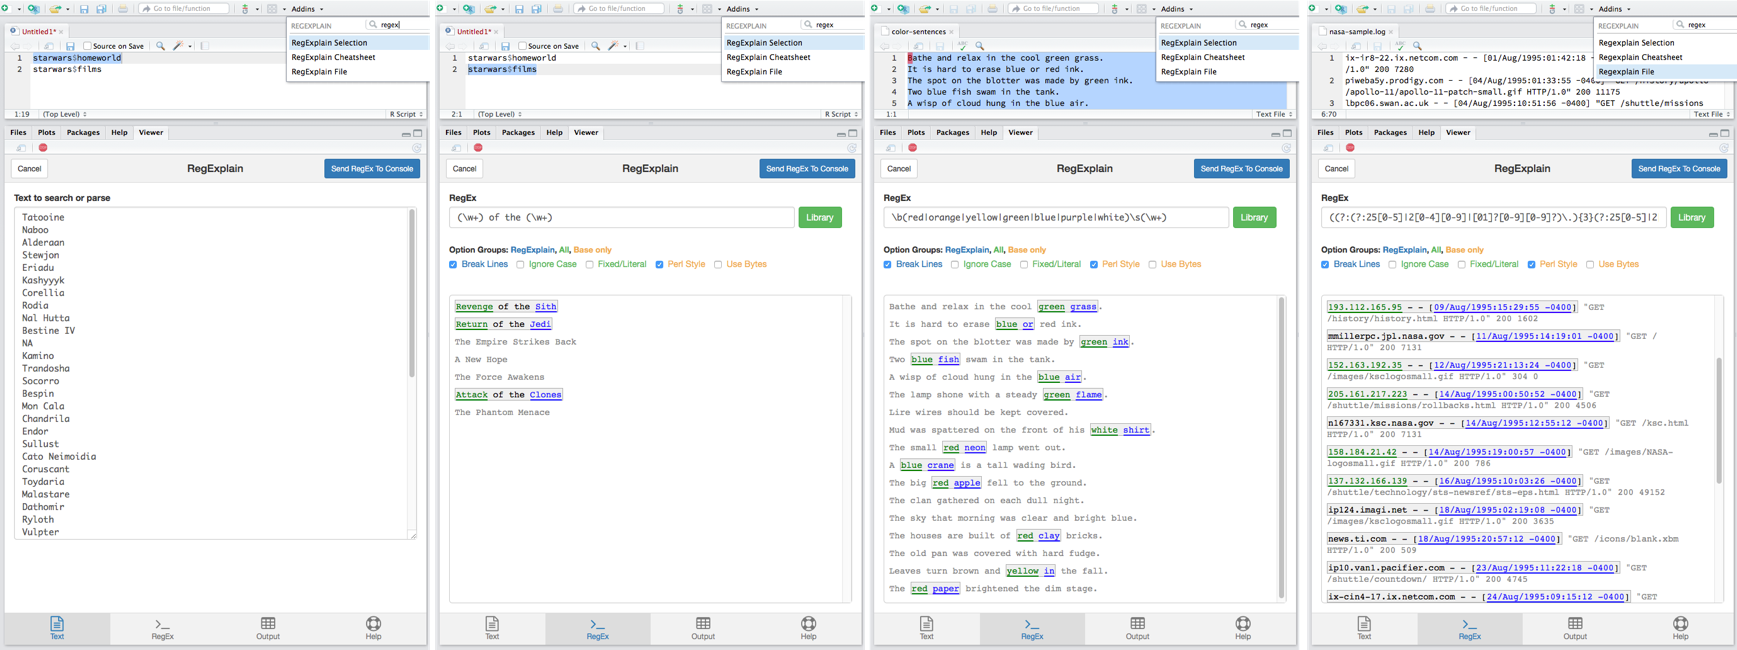 Go to file/function
Addins
Untitled1*
REGEXPLAIN
regex
Source on Save
RegExplain Selection
RegExplain Cheatsheet
RegExplain File
1 starwars$homeworld
2 starwars$films
1:19 (Top Level) R Script
Files Plots Packages Help Viewer
Cancel RegExplain Send RegEx To Console
Text to search or parse
Tatooine
Naboo
Alderaan
Stewjon
Eriadu
Kashyyyk
Corellia
Rodia
Nal Hutta
Bestine IV
NA
Kamino
Trandosha
Socorro
Bespin
Mon Cala
Chandrila
Endor
Sullust
Cato Neimoidia
Coruscant
Toydaria
Malastare
Dathomir
Ryloth
Vulpter
Text RegEx Output Help
Go to file/function
Addins
Untitled1*
REGEXPLAIN
regex
Source on Save
RegExplain Selection
RegExplain Cheatsheet
RegExplain File
1 starwars$homeworld
2 starwars$films
2:1 (Top Level) R Script
Files Plots Packages Help Viewer
Cancel RegExplain Send RegEx To Console
RegEx
(\w+) of the (\w+) Library
Option Groups: RegExplain, All, Base only
Break Lines Ignore Case Fixed/Literal Perl Style Use Bytes
Revenge of the Sith
Return of the Jedi
The Empire Strikes Back
A New Hope
The Force Awakens
Attack of the Clones
The Phantom Menace
Text RegEx Output Help
Go to file/function
Addins
color-sentences
REGEXPLAIN
regex
RegExplain Selection
RegExplain Cheatsheet
RegExplain File
1 Bathe and relax in the cool green grass.
2 It is hard to erase blue or red ink.
3 The spot on the blotter was made by green ink.
4 Two blue fish swam in the tank.
5 A wisp of cloud hung in the blue air.
1:1 Text File
Files Plots Packages Help Viewer
Cancel RegExplain Send RegEx To Console
RegEx
\b(red|orange|yellow|green|blue|purple|white)\s(\w+) Library
Option Groups: RegExplain, All, Base only
Break Lines Ignore Case Fixed/Literal Perl Style Use Bytes
Bathe and relax in the cool green grass.
It is hard to erase blue or red ink.
The spot on the blotter was made by green ink.
Two blue fish swam in the tank.
A wisp of cloud hung in the blue air.
The lamp shone with a steady green flame.
Lire wires should be kept covered.
Mud was spattered on the front of his white shirt.
The small red neon lamp went out.
A blue crane is a tall wading bird.
The big red apple fell to the ground.
The clan gathered on each dull night.
The sky that morning was clear and bright blue.
The houses are built of red clay bricks.
The old pan was covered with hard fudge.
Leaves turn brown and yellow in the fall.
The red paper brightened the dim stage.
Text RegEx Output Help
Go to file/function
Addins
nasa-sample.log
REGEXPLAIN
regex
RegExplain Selection
RegExplain Cheatsheet
RegExplain File
1 ix-ir8-22.ix.netcom.com - - [01/Aug/1995:01:42:18
/1.0" 200 7280
2 piweba5y.prodigy.com - - [04/Aug/1995:01:33:55 -0400] "GET /history/apollo
/apollo-11/apollo-11-patch-small.gif HTTP/1.0" 200 11175
3 lbpc06.swan.ac.uk - - [04/Aug/1995:10:51:56 -0400] "GET /shuttle/missions
6:70 Text File
Files Plots Packages Help Viewer
Cancel RegExplain Send RegEx To Console
RegEx
((?:(?:25[0-5]|2[0-4][0-9]|[01]?[0-9][0-9]?)\.){3}(?:25[0-5]|2 Library
Option Groups: RegExplain, All, Base only
Break Lines Ignore Case Fixed/Literal Perl Style Use Bytes
193.112.165.95 - - [09/Aug/1995:15:29:55 -0400] "GET
/history/history.html HTTP/1.0" 200 1602
mmillerpc.jpl.nasa.gov - - [11/Aug/1995:14:19:01 -0400] "GET /
HTTP/1.0" 200 7131
152.163.192.35 - - [12/Aug/1995:21:13:24 -0400] "GET
/images/ksclogosmall.gif HTTP/1.0" 304 0
205.161.217.223 - - [14/Aug/1995:00:50:52 -0400] "GET
/shuttle/missions/rollbacks.html HTTP/1.0" 200 4506
n167331.ksc.nasa.gov - - [14/Aug/1995:12:55:12 -0400] "GET /ksc.html
HTTP/1.0" 200 7131
158.184.21.42 - - [14/Aug/1995:19:00:57 -0400] "GET /images/NASA-
logosmall.gif HTTP/1.0" 200 786
137.132.166.139 - - [16/Aug/1995:10:03:26 -0400] "GET
/shuttle/technology/sts-newsref/sts-eps.html HTTP/1.0" 200 49152
ip124.imagi.net - - [18/Aug/1995:02:19:08 -0400] "GET
/images/ksclogosmall.gif HTTP/1.0" 200 3635
news.ti.com - - [18/Aug/1995:20:57:12 -0400] "GET /icons/blank.xbm
HTTP/1.0" 200 509
ip10.van1.pacifier.com - - [23/Aug/1995:11:22:18 -0400] "GET
/shuttle/countdown/ HTTP/1.0" 200 4745
ix-cin4-17.ix.netcom.com - - [24/Aug/1995:09:15:12 -0400] "GET
Text RegEx Output Help